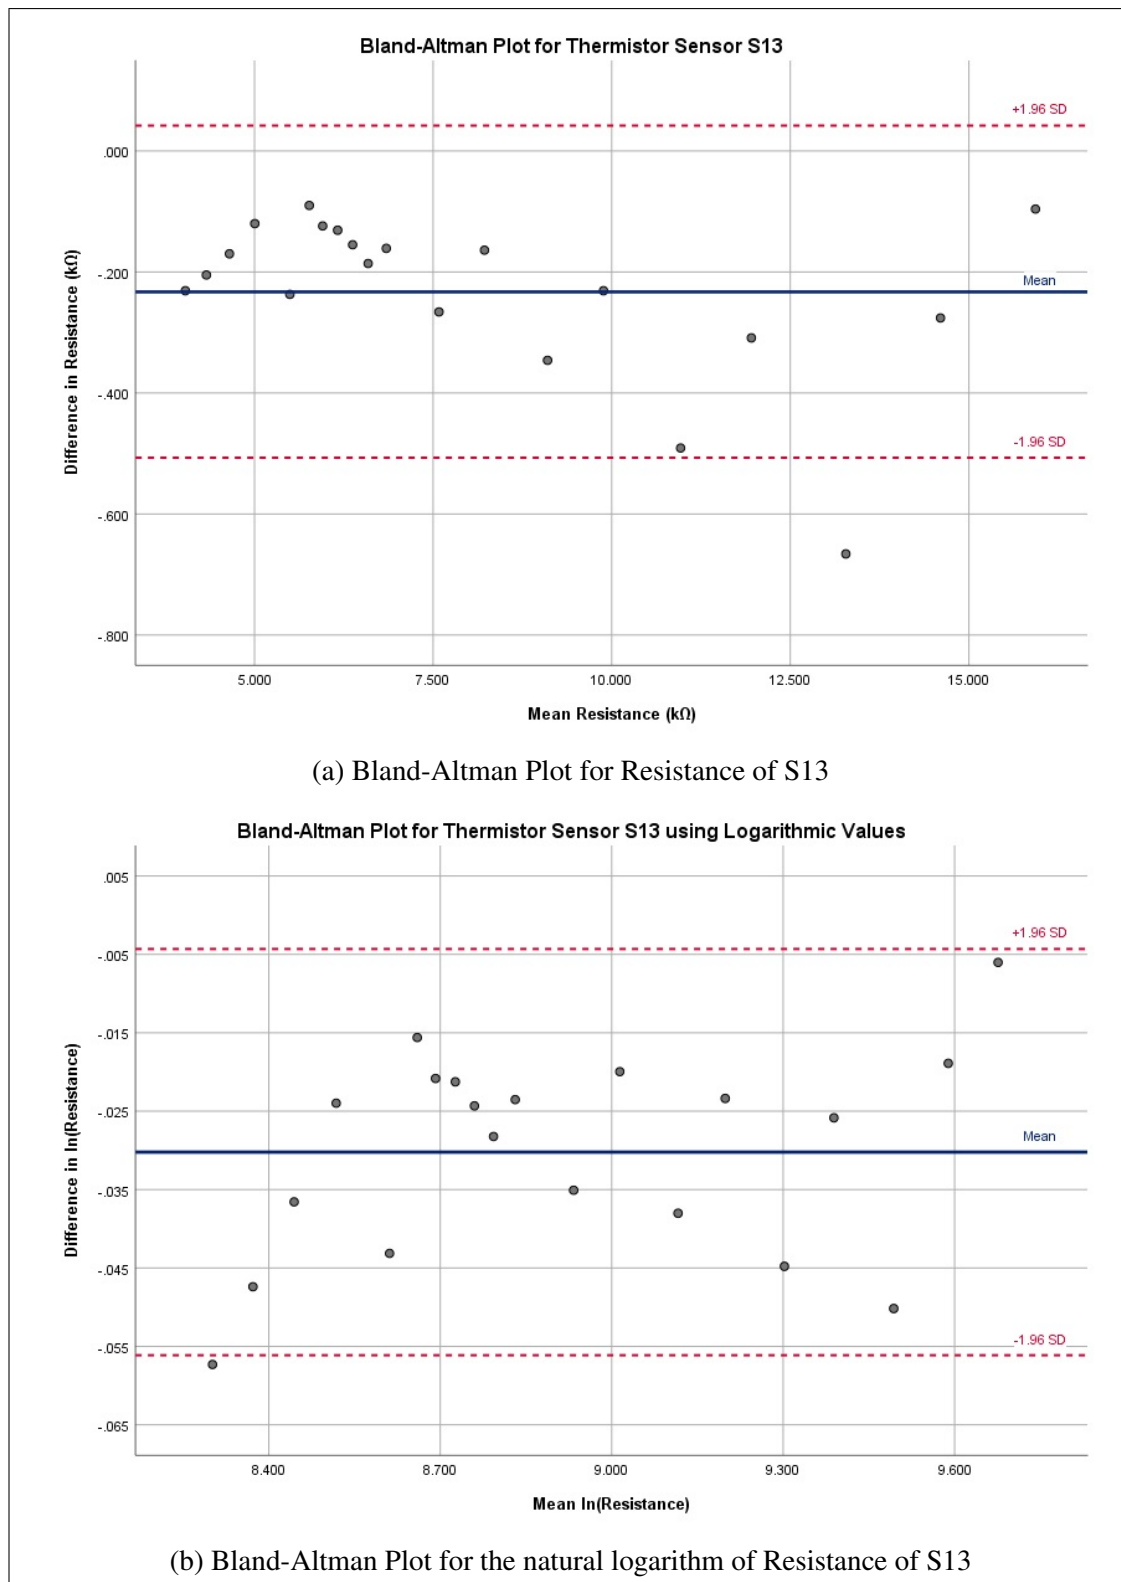 Bland-Altman Plot for Thermistor Sensor S13
+1.96 SD
.000
-.200
Mean
-.400
-1.96 SD
-.600
-.800
Difference in Resistance (kΩ)
5.000 7.500 10.000 12.500 15.000
Mean Resistance (kΩ)
(a) Bland-Altman Plot for Resistance of S13
Bland-Altman Plot for Thermistor Sensor S13 using Logarithmic Values
.005
+1.96 SD
-.005
-.015
-.025
Mean
-.035
-.045
-.055
-1.96 SD
-.065
Difference in ln(Resistance)
8.400 8.700 9.000 9.300 9.600
Mean ln(Resistance)
(b) Bland-Altman Plot for the natural logarithm of Resistance of S13